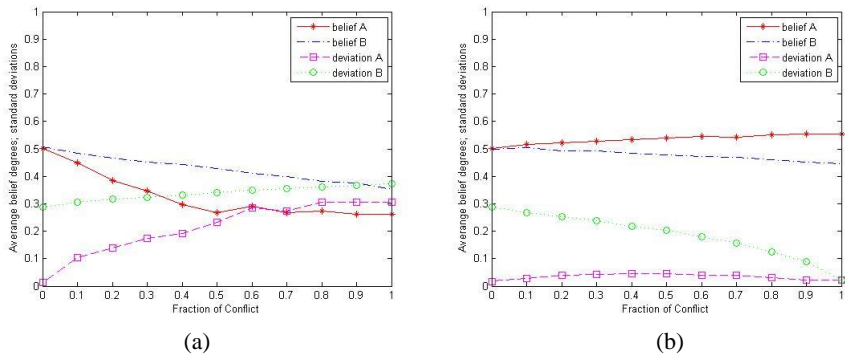 1
0.9
0.8
0.7
0.6
0.5
0.4
0.3
0.2
0.1
0
Averange belief degrees; standard deviations
belief A
belief B
deviation A
deviation B
0 0.1 0.2 0.3 0.4 0.5 0.6 0.7 0.8 0.9 1
Fraction of Conflict
(a)
1
0.9
0.8
0.7
0.6
0.5
0.4
0.3
0.2
0.1
0
Averange belief degrees; standard deviations
belief A
belief B
deviation A
deviation B
0 0.1 0.2 0.3 0.4 0.5 0.6 0.7 0.8 0.9 1
Fraction of Conflict
(b)